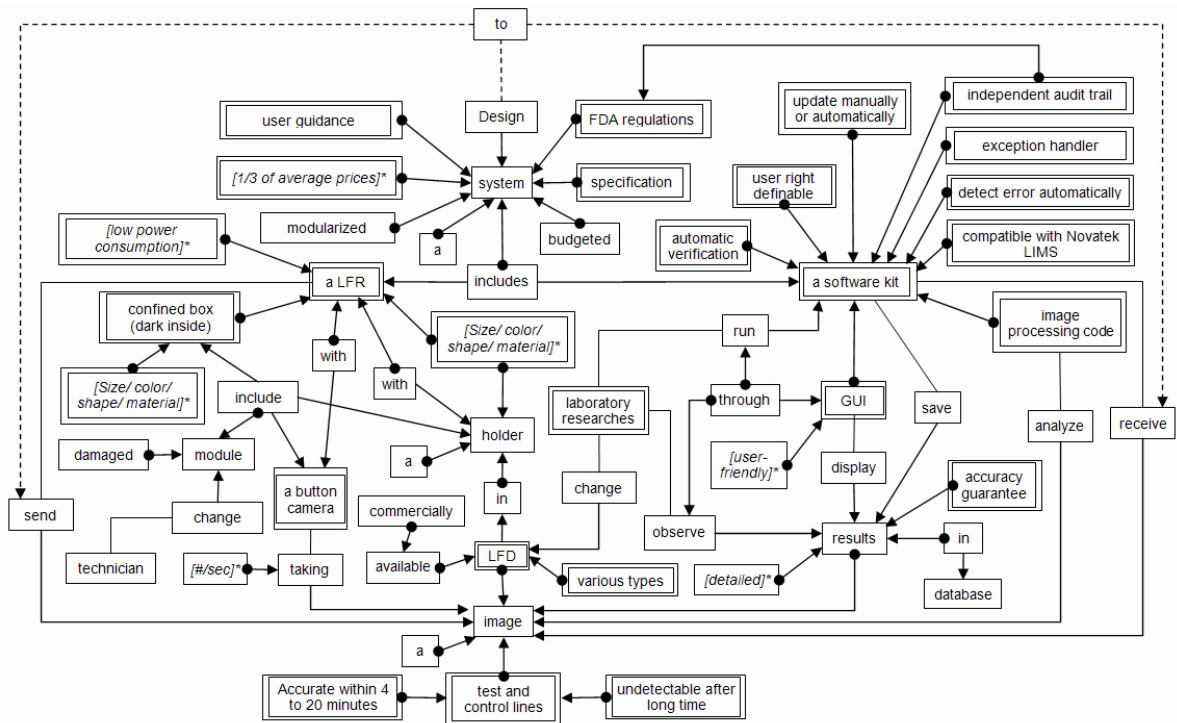 to
user guidance
Design
FDA regulations
update manually
or automatically
independent audit trail
exception handler
[1/3 of average prices]*
system
specification
user right
definable
detect error automatically
modularized
a
budgeted
[low power
consumption]*
automatic
verification
compatible with Novatek
LIMS
a LFR
includes
a software kit
confined box
(dark inside)
[Size/ color/
shape/ material]*
run
image
processing code
with
[Size/ color/
shape/ material]*
with
include
laboratory
researches
through
GUI
save
holder
analyze
receive
damaged
module
a
[user-
friendly]*
display
a button
camera
in
change
accuracy
guarantee
send
change
commercially
observe
results
in
technician
[#/sec]*
taking
available
LFD
various types
[detailed]*
database
image
a
Accurate within 4
to 20 minutes
test and
control lines
undetectable after
long time